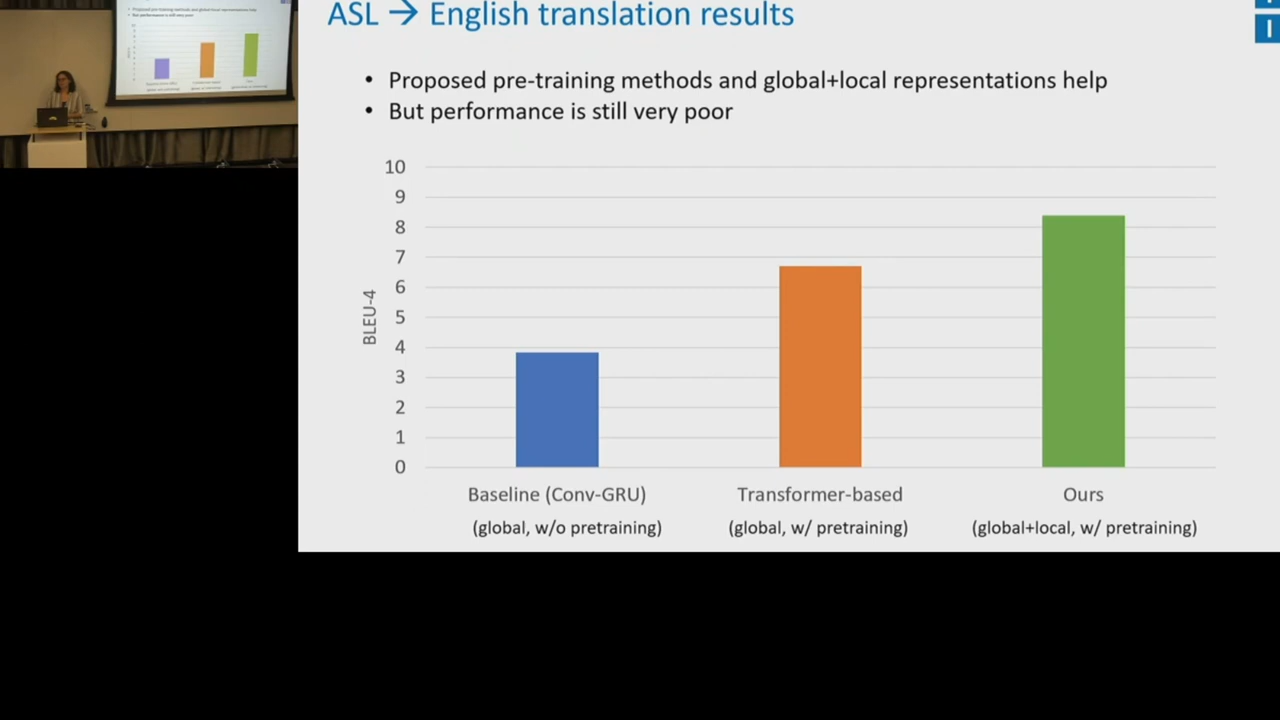 ASL → English translation results
• Proposed pre-training methods and global+local representations help
• But performance is still very poor
10
9
8
7
6
5
4
3
2
1
0
BLEU-4
Baseline (Conv-GRU)
(global, w/o pretraining)
Transformer-based
(global, w/ pretraining)
Ours
(global+local, w/ pretraining)